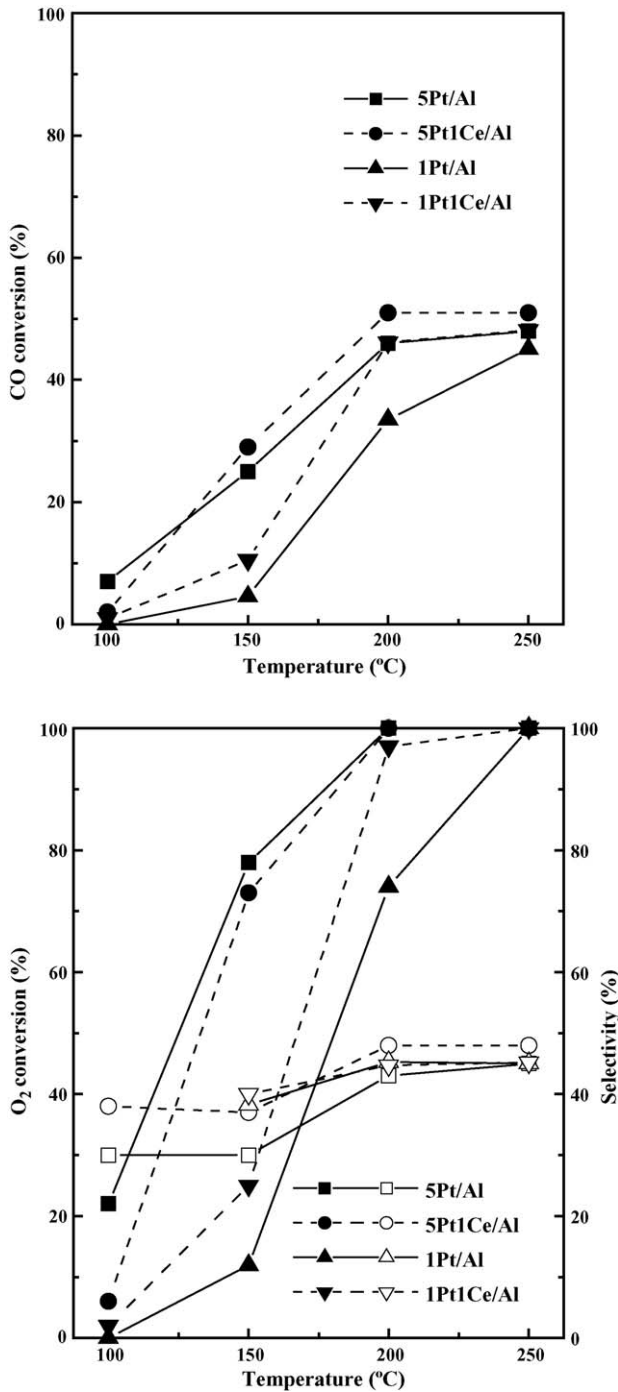 100
80
60
40
20
0
CO conversion (%)
5Pt/Al
5Pt1Ce/Al
1Pt/Al
1Pt1Ce/Al
100 150 200 250
Temperature (ºC)
100 100
80 80
60 60
40 40
20 20
0 0
O2 conversion (%)
Selectivity (%)
5Pt/Al
5Pt1Ce/Al
1Pt/Al
1Pt1Ce/Al
100 150 200 250
Temperature (ºC)